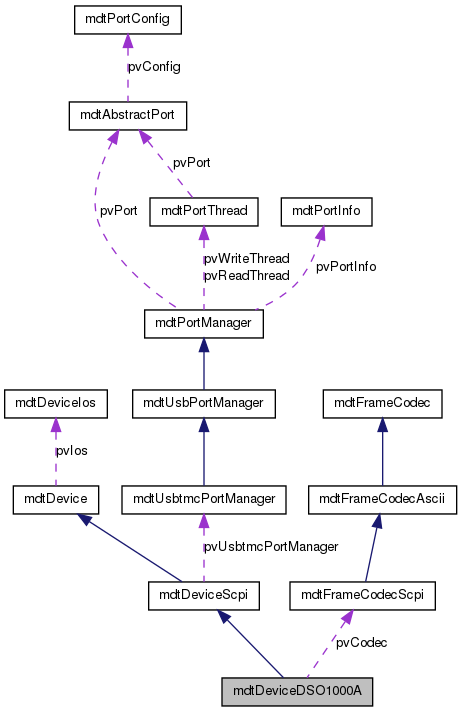 mdtPortConfig
pvConfig
mdtAbstractPort
pvPort
mdtPortThread
mdtPortInfo
pvPort
pvWriteThread
pvReadThread
pvPortInfo
mdtPortManager
mdtDeviceIos
mdtUsbPortManager
mdtFrameCodec
pvIos
mdtDevice
mdtUsbtmcPortManager
mdtFrameCodecAscii
pvUsbtmcPortManager
mdtDeviceScpi
mdtFrameCodecScpi
pvCodec
mdtDeviceDSO1000A